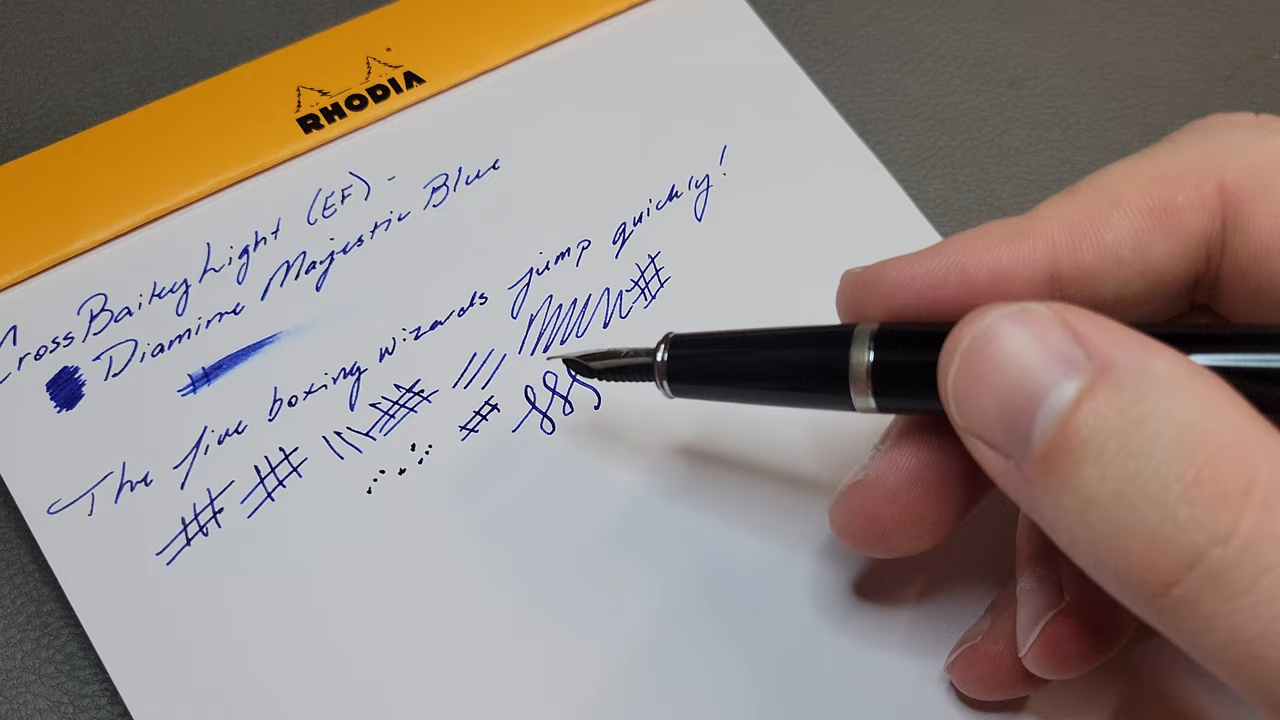 RHODIA
Cross Bailey Light (EF) -
Diamine Majestic Blue
The five boxing wizards jump quickly!